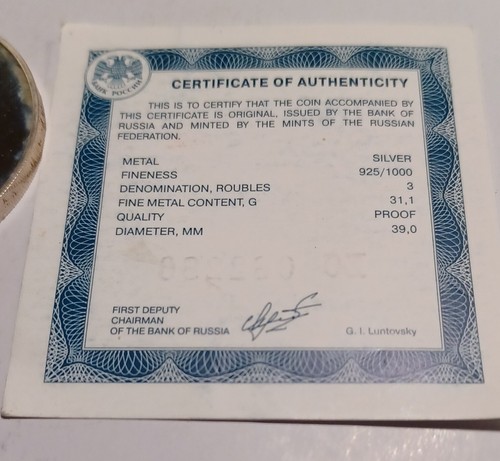 БАНК РОССИИ
CERTIFICATE OF AUTHENTICITY
THIS IS TO CERTIFY THAT THE COIN ACCOMPANIED BY
THIS CERTIFICATE IS ORIGINAL, ISSUED BY THE BANK OF
RUSSIA AND MINTED BY THE MINTS OF THE RUSSIAN
FEDERATION.
METAL SILVER
FINENESS 925/1000
DENOMINATION, ROUBLES 3
FINE METAL CONTENT, G 31,1
QUALITY PROOF
DIAMETER, MM 39,0
FIRST DEPUTY
CHAIRMAN
OF THE BANK OF RUSSIA G. I. Luntovsky